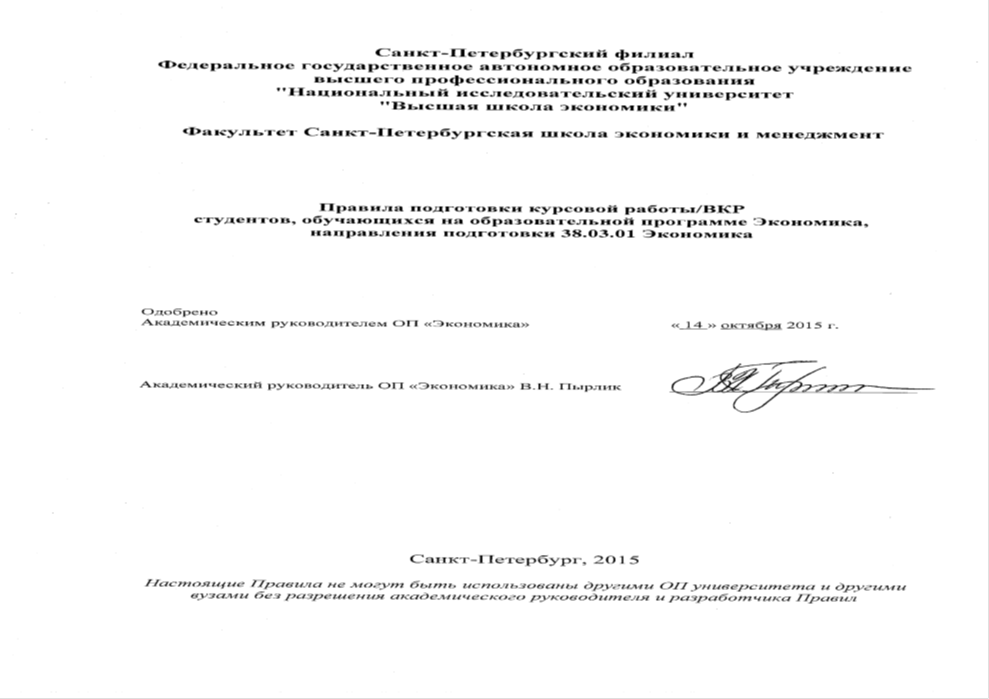 Санкт-Петербургский филиал
Федеральное государственное автономное образовательное учреждение
высшего профессионального образования
"Национальный исследовательский университет
"Высшая школа экономики"
Факультет Санкт-Петербургская школа экономики и менеджмент
Правила подготовки курсовой работы/ВКР
студентов, обучающихся на образовательной программе Экономика,
направления подготовки 38.03.01 Экономика
Одобрено
Академическим руководителем ОП «Экономика» « 14 » октября 2015 г.
Академический руководитель ОП «Экономика» В.Н. Пырлик
Санкт-Петербург, 2015
Настоящие Правила не могут быть использованы другими ОП университета и другими
вузами без разрешения академического руководителя и разработчика Правил